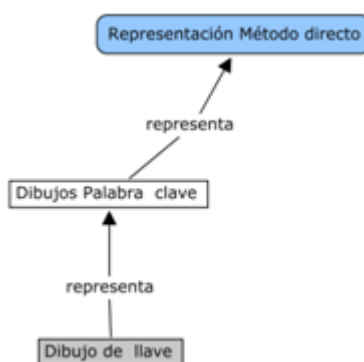 Representación Método directo
representa
Dibujos Palabra clave
representa
Dibujo de llave